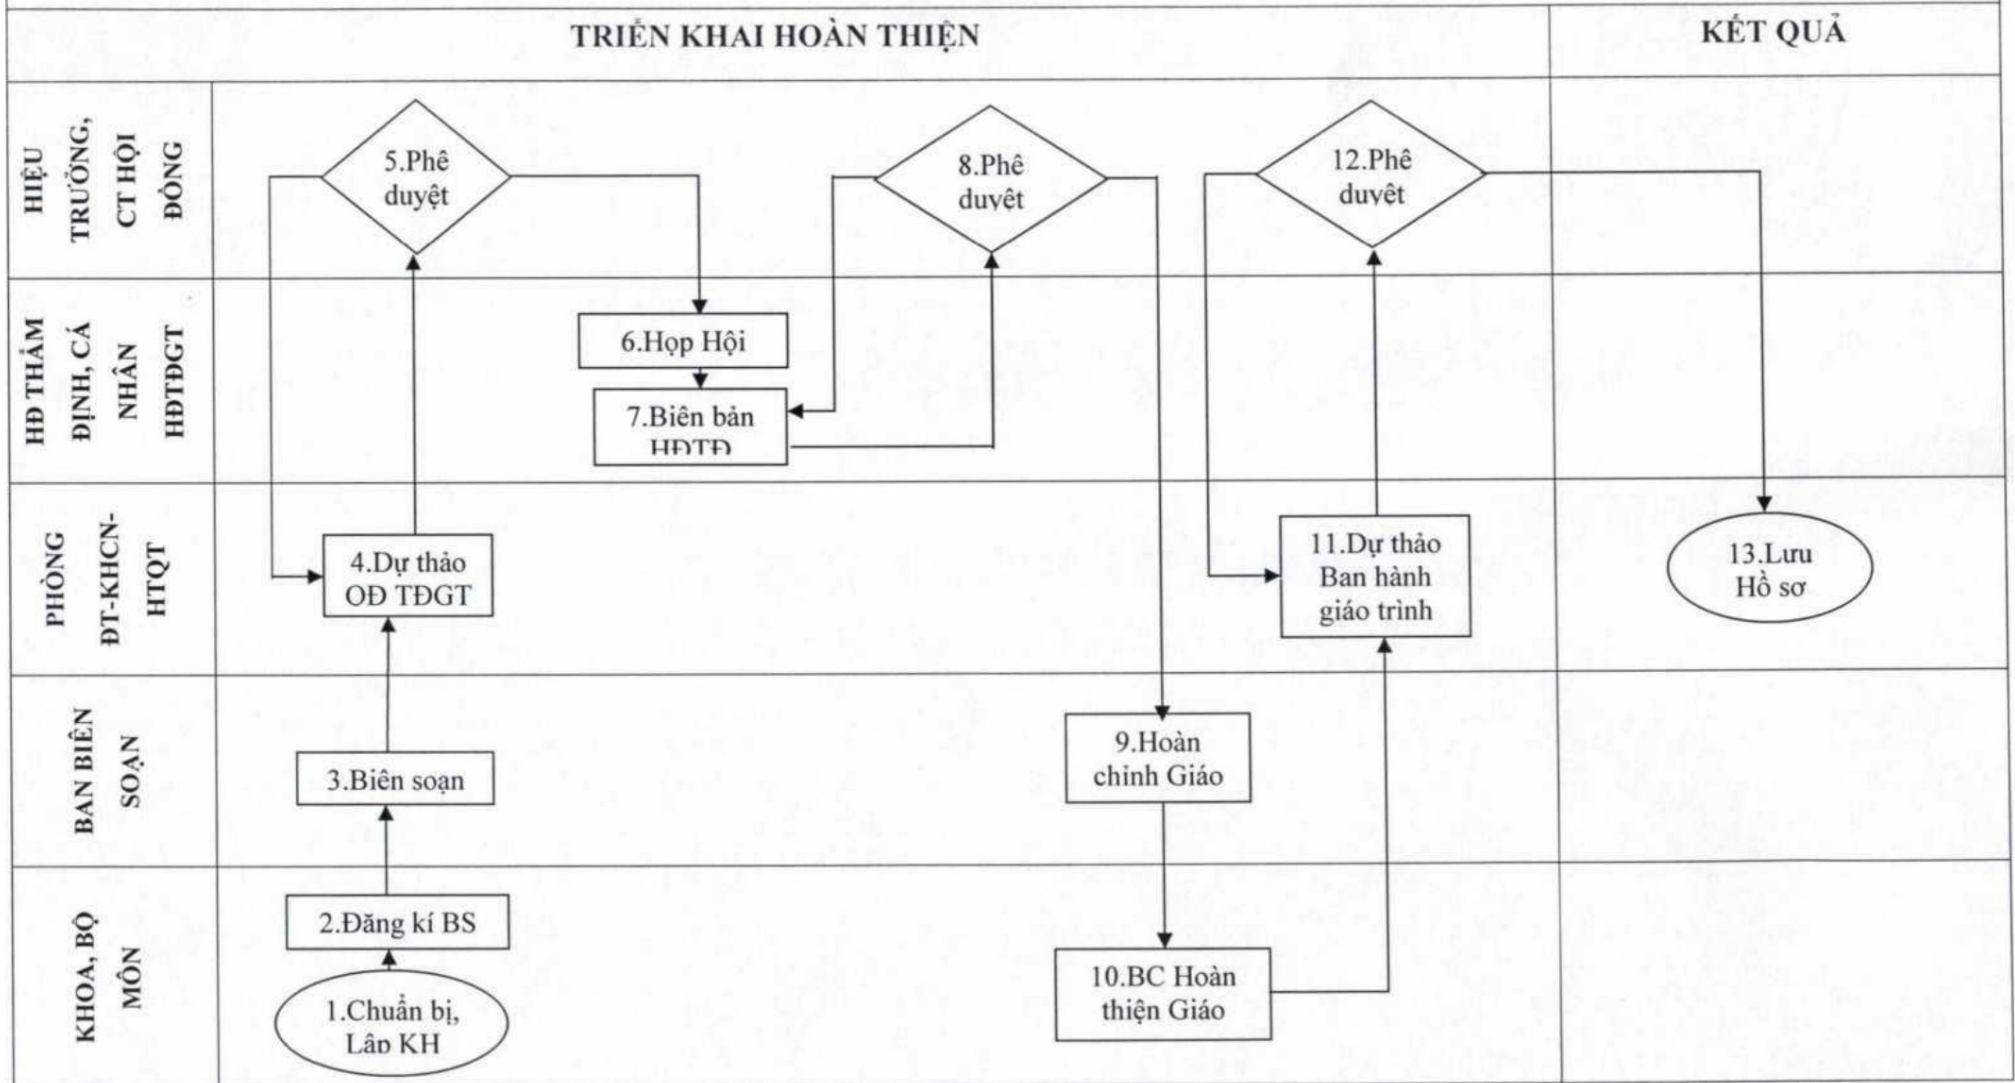 TRIỂN KHAI HOÀN THIỆN
KẾT QUẢ
HIỆU
TRƯỞNG,
CT HỘI
ĐỒNG
5.Phê
duyệt
8.Phê
duyệt
12.Phê
duyệt
HĐ THẨM
ĐỊNH, CÁ
NHÂN
HĐTĐGT
6.Họp Hội
7.Biên bản
HĐTĐ
PHÒNG
ĐT-KHCN-
HTQT
4.Dự thảo
QĐ TĐGT
11.Dự thảo
Ban hành
giáo trình
13.Lưu
Hồ sơ
BAN BIÊN
SOẠN
3.Biên soạn
9.Hoàn
chỉnh Giáo
KHOA, BỘ
MÔN
2.Đăng kí BS
1.Chuẩn bị,
Lập KH
10.BC Hoàn
thiện Giáo